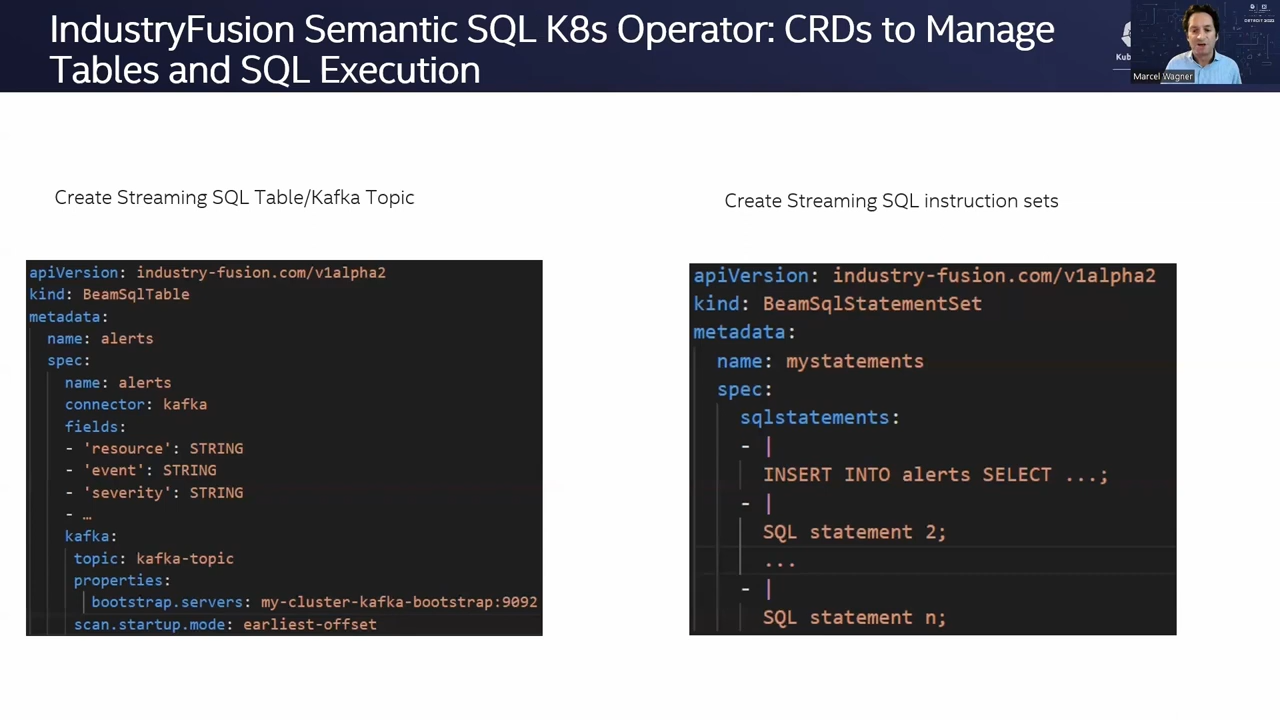 IndustryFusion Semantic SQL K8s Operator: CRDs to Manage
Tables and SQL Execution
DETROIT 2022
Marcel Wagner
Create Streaming SQL Table/Kafka Topic
apiVersion: industry-fusion.com/v1alpha2
kind: BeamSqlTable
metadata:
name: alerts
spec:
name: alerts
connector: kafka
fields:
- 'resource': STRING
- 'event': STRING
- 'severity': STRING
- …
kafka:
topic: kafka-topic
properties:
bootstrap.servers: my-cluster-kafka-bootstrap:9092
scan.startup.mode: earliest-offset
Create Streaming SQL instruction sets
apiVersion: industry-fusion.com/v1alpha2
kind: BeamSqlStatementSet
metadata:
name: mystatements
spec:
sqlstatements:
- |
INSERT INTO alerts SELECT ...;
- |
SQL statement 2;
...
- |
SQL statement n;